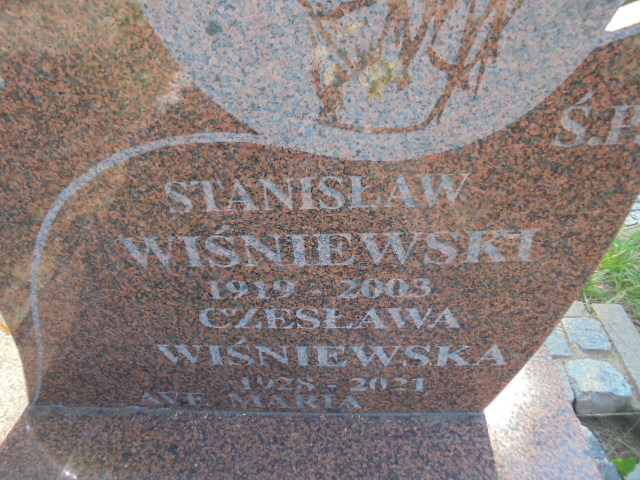 STANISŁAW
WIŚNIEWSKI
1919 - 2003
CZESŁAWA
WIŚNIEWSKA
1928 - 2021
AVE MARIA